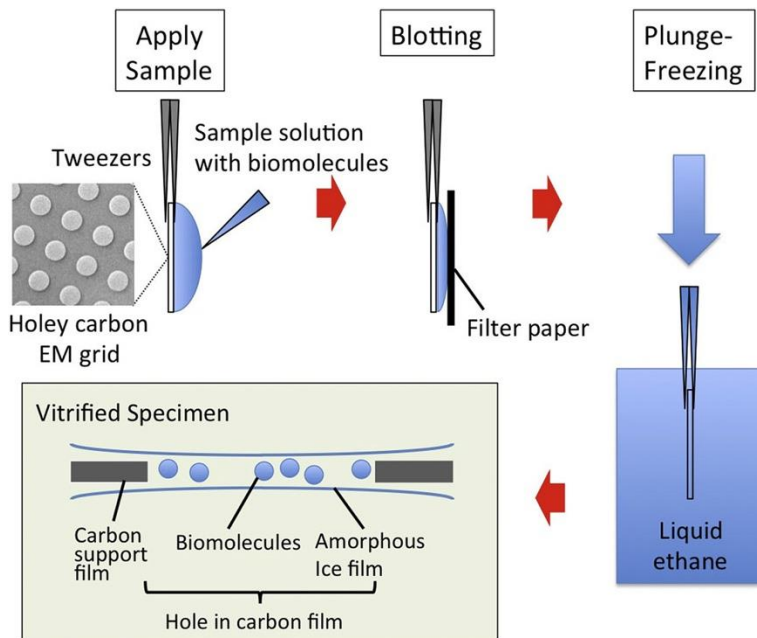 Apply
Sample
Blotting
Plunge-
Freezing
Tweezers
Sample solution
with biomolecules
Holey carbon
EM grid
Filter paper
Liquid
ethane
Vitrified Specimen
Carbon
support
film
Biomolecules
Amorphous
Ice film
Hole in carbon film